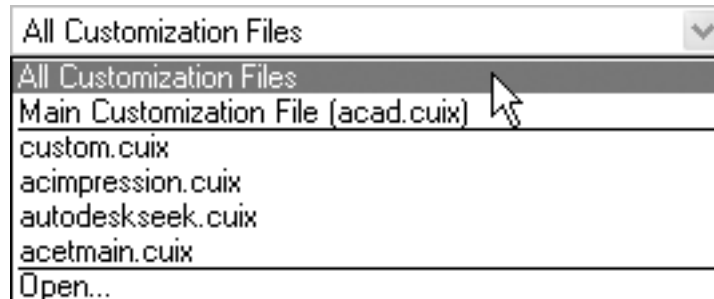 All Customization Files
All Customization Files
Main Customization File (acad.cuix)
custom.cuix
acimpression.cuix
autodeskseek.cuix
acetmain.cuix
Open...